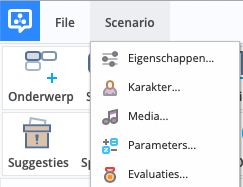 File Scenario
Eigenschappen...
Karakter...
Onderwerp
Media...
Parameters...
Suggesties
Evaluaties...